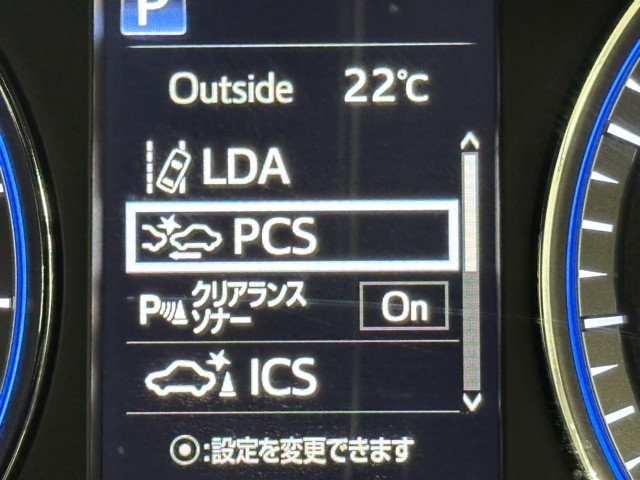 P
Outside 22℃
LDA
PCS
P クリアランス
ソナー On
ICS
⦿:設定を変更できます